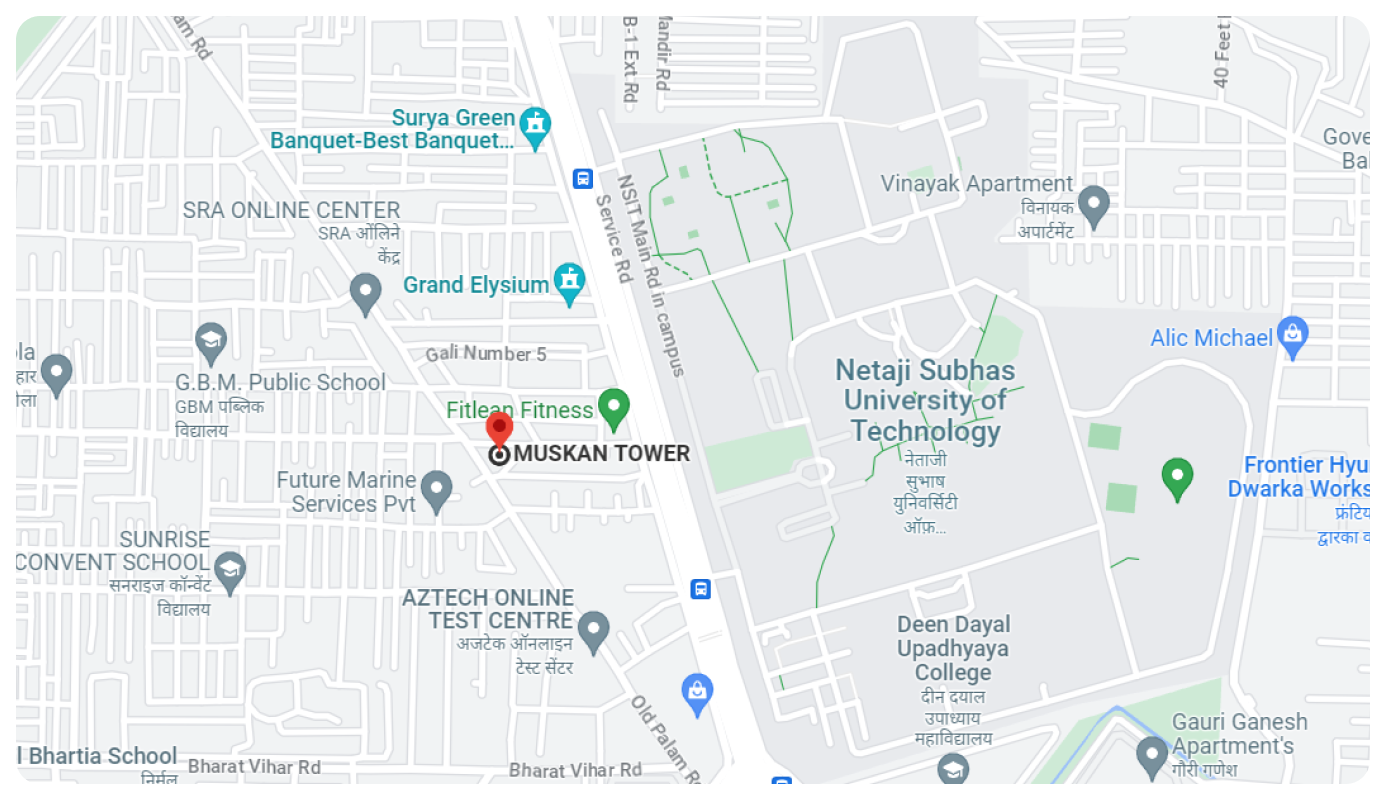 am Rd
B-1 Ext Rd
Mandir Rd
40 Feet
Surya Green
Banquet-Best Banquet...
Gove
Ba
NSIT Main Rd in campus
Service Rd
Vinayak Apartment
विनायक
अपार्टमेंट
SRA ONLINE CENTER
SRA ओंलिने
केंद्र
Grand Elysium
Alic Michael
Gali Number 5
la
हार
ोला
G.B.M. Public School
GBM पब्लिक
विद्यालय
Netaji Subhas
University of
Technology
नेताजी
सुभाष
युनिवर्सिटी
ऑफ़...
Fitlean Fitness
MUSKAN TOWER
Future Marine
Services Pvt
Frontier Hyu
Dwarka Works
फ्रंटिय
द्वारका व
SUNRISE
CONVENT SCHOOL
सनराइज कॉन्वेंट
विद्यालय
AZTECH ONLINE
TEST CENTRE
अजटेक ऑनलाइन
टेस्ट सेंटर
Deen Dayal
Upadhyaya
College
दीन दयाल
उपाध्याय
महाविद्यालय
Old Palam R
Gauri Ganesh
Apartment's
गौरी गणेश
l Bhartia School
निर्मल
Bharat Vihar Rd
Bharat Vihar Rd